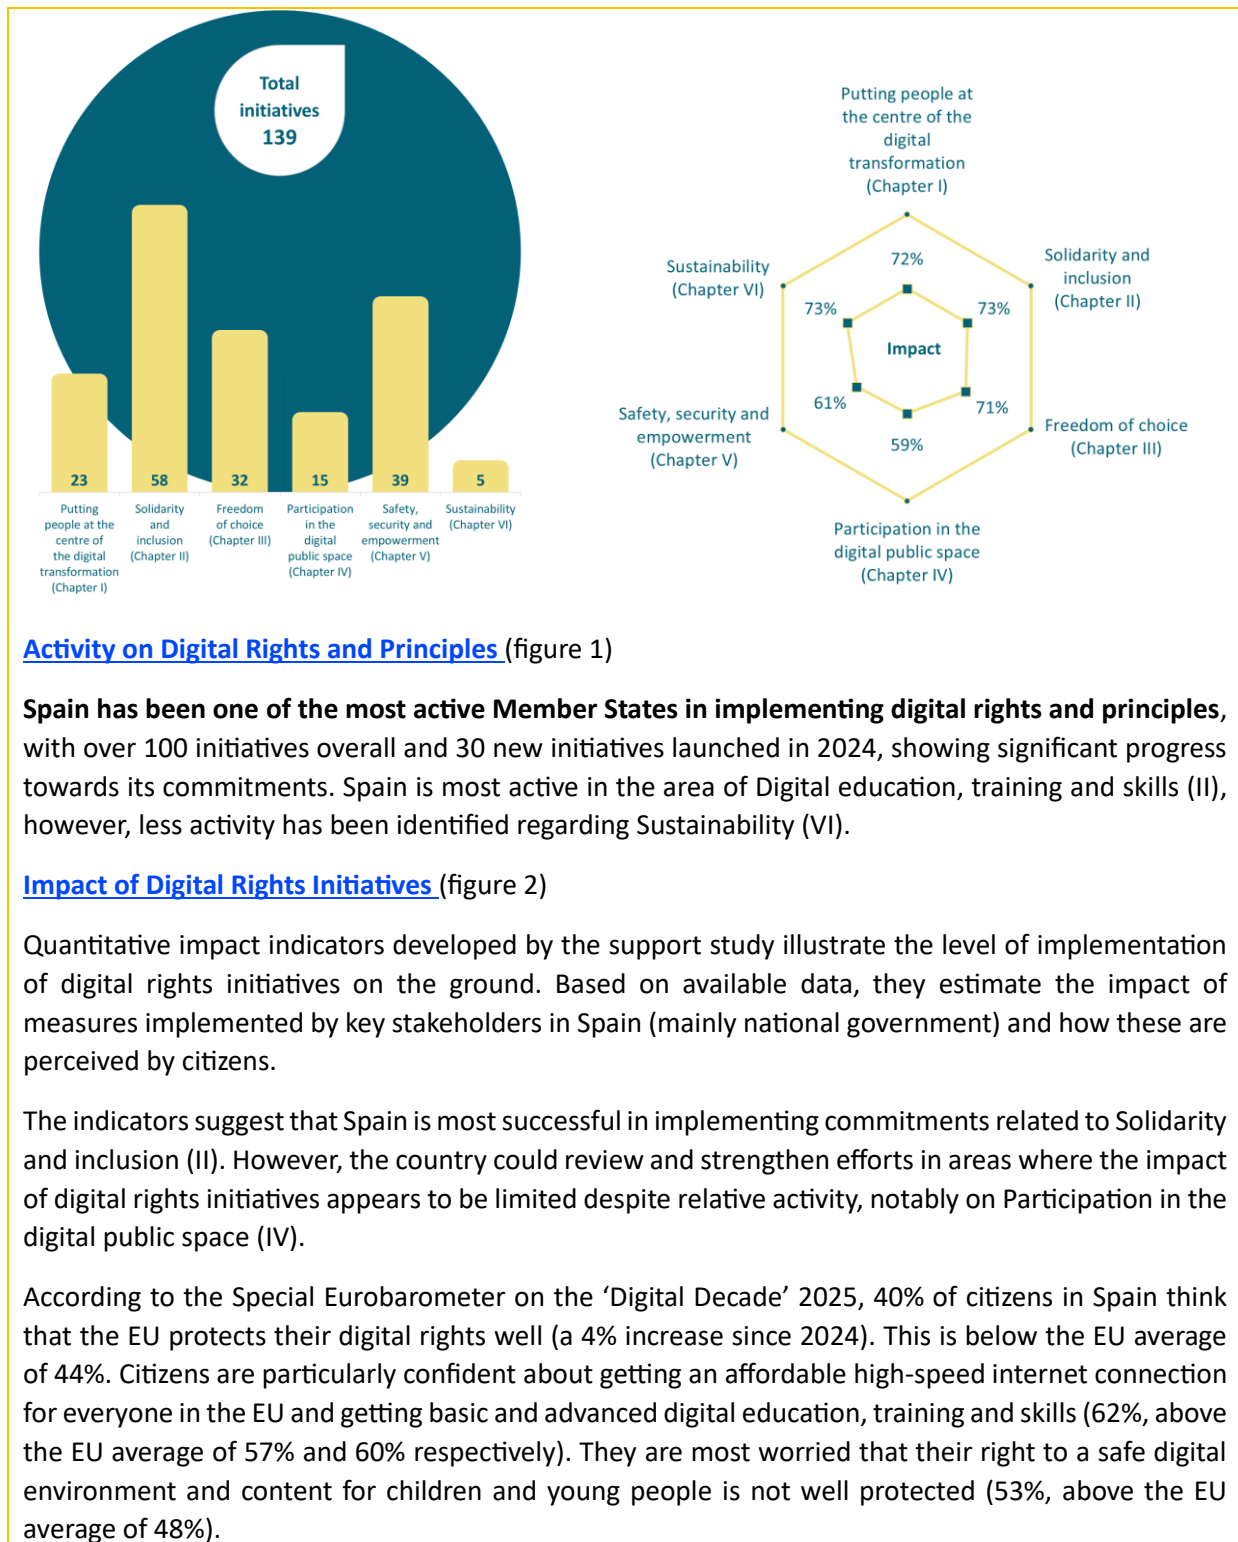 Total
initiatives
139
23
58
32
15
39
5
Putting
people at the
centre of
the digital
transformation
(Chapter I)
Solidarity
and
inclusion
(Chapter II)
Freedom
of choice
(Chapter III)
Participation
in the
digital
public space
(Chapter IV)
Safety,
security and
empowerment
(Chapter V)
Sustainability
(Chapter VI)
Putting people at
the centre of the
digital
transformation
(Chapter I)
Solidarity and
inclusion
(Chapter II)
Freedom of choice
(Chapter III)
Participation in the
digital public space
(Chapter IV)
Safety, security and
empowerment
(Chapter V)
Sustainability
(Chapter VI)
72%
73%
71%
59%
61%
73%
Impact
Activity on Digital Rights and Principles (figure 1)
Spain has been one of the most active Member States in implementing digital rights and principles,
with over 100 initiatives overall and 30 new initiatives launched in 2024, showing significant progress
towards its commitments. Spain is most active in the area of Digital education, training and skills (II),
however, less activity has been identified regarding Sustainability (VI).
Impact of Digital Rights Initiatives (figure 2)
Quantitative impact indicators developed by the support study illustrate the level of implementation
of digital rights initiatives on the ground. Based on available data, they estimate the impact of
measures implemented by key stakeholders in Spain (mainly national government) and how these are
perceived by citizens.
The indicators suggest that Spain is most successful in implementing commitments related to Solidarity
and inclusion (II). However, the country could review and strengthen efforts in areas where the impact
of digital rights initiatives appears to be limited despite relative activity, notably on Participation in the
digital public space (IV).
According to the Special Eurobarometer on the ‘Digital Decade’ 2025, 40% of citizens in Spain think
that the EU protects their digital rights well (a 4% increase since 2024). This is below the EU average
of 44%. Citizens are particularly confident about getting an affordable high-speed internet connection
for everyone in the EU and getting basic and advanced digital education, training and skills (62%, above
the EU average of 57% and 60% respectively). They are most worried that their right to a safe digital
environment and content for children and young people is not well protected (53%, above the EU
average of 48%).